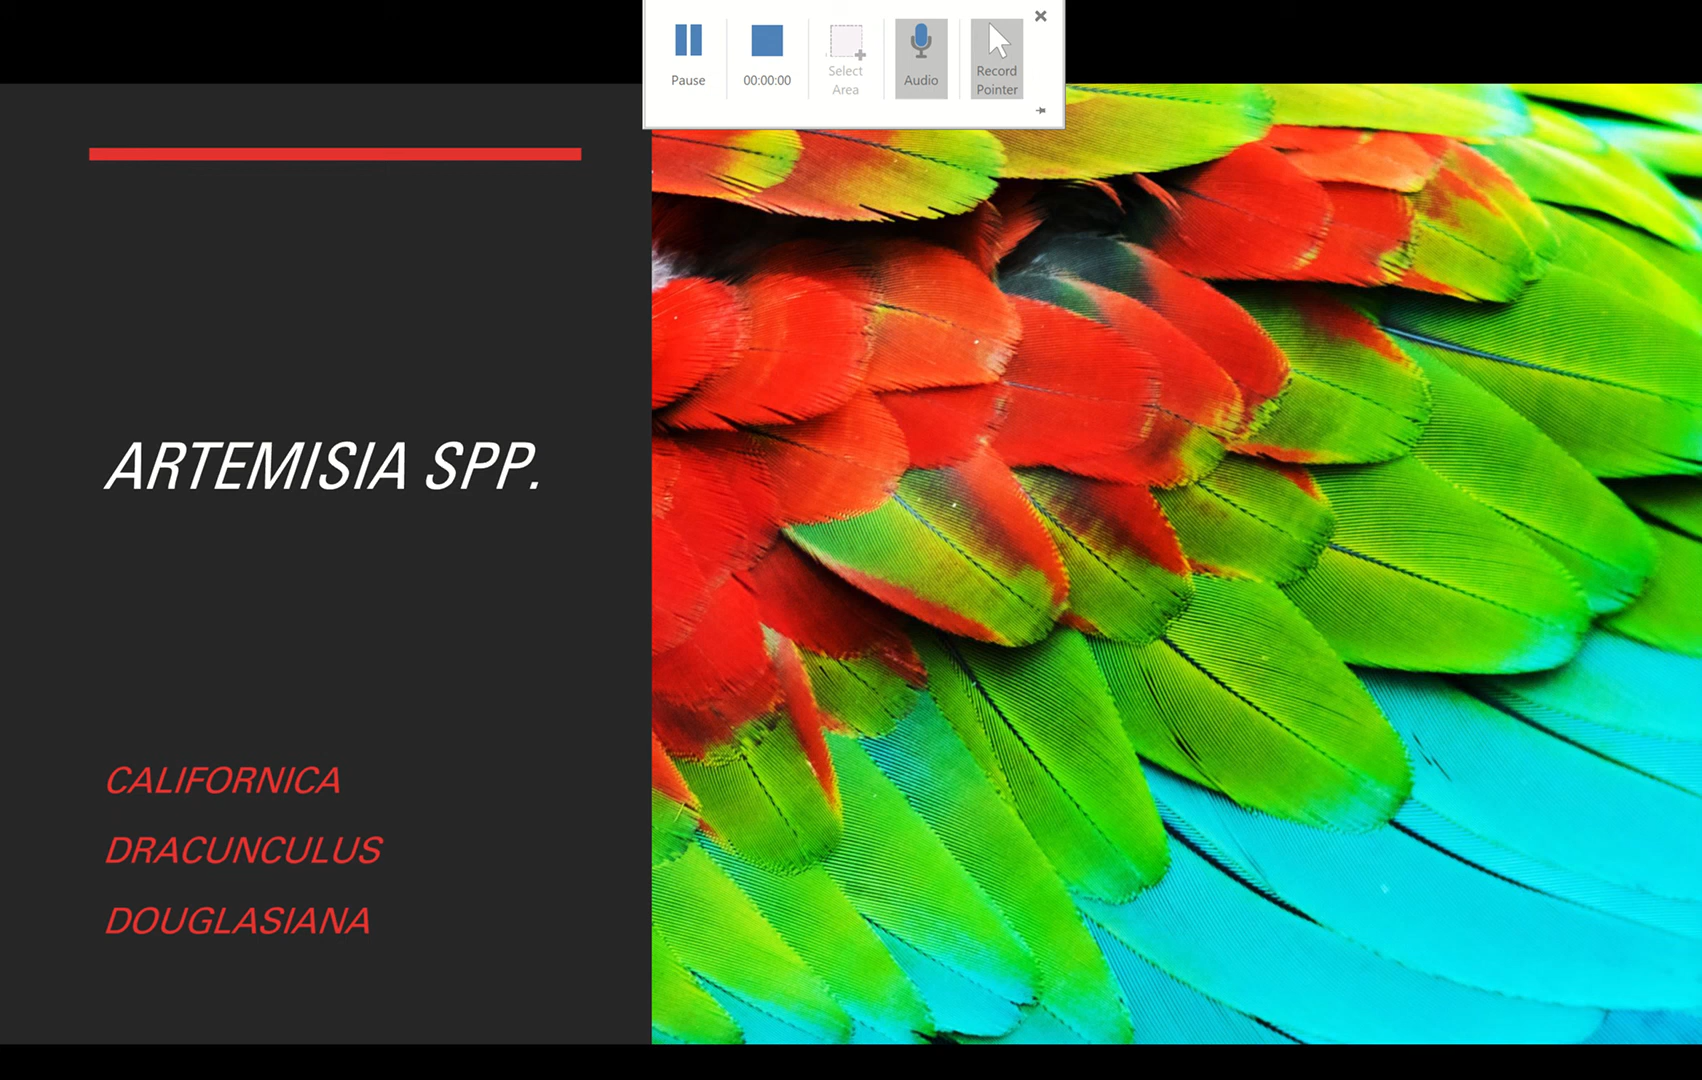 Pause
00:00:00
Select
Area
Audio
Record
Pointer
ARTEMISIA SPP.
CALIFORNICA
DRACUNCULUS
DOUGLASIANA